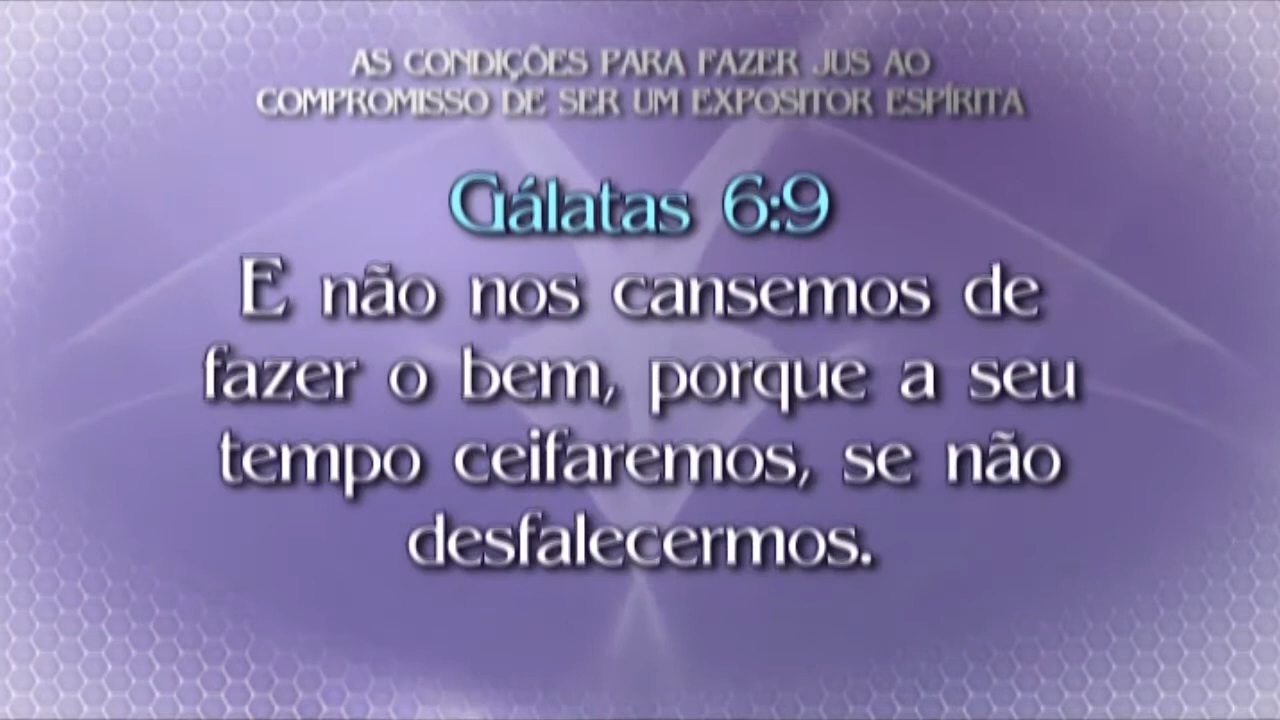 AS CONDIÇÕES PARA FAZER JUS AO
COMPROMISSO DE SER UM EXPOSITOR ESPÍRITA
Gálatas 6:9
E não nos cansemos de
fazer o bem, porque a seu
tempo ceifaremos, se não
desfalecermos.